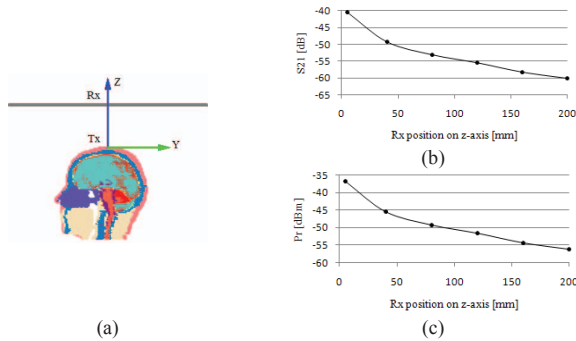 Z
Rx
Tx
Y
(a)
S21 [dB]
-40
-45
-50
-55
-60
-65
0 50 100 150 200
Rx position on z-axis [mm]
(b)
Pr [dBm]
-35
-40
-45
-50
-55
-60
0 50 100 150 200
Rx position on z-axis [mm]
(c)